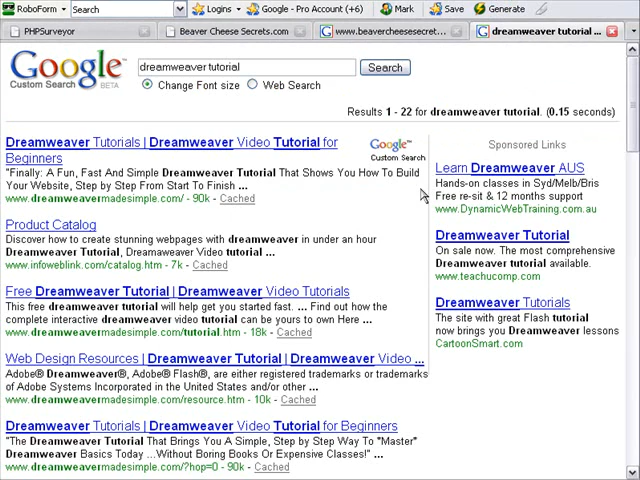 RoboForm Search Logins Google - Pro Account (+6) Mark Save Generate
PHPSurveyor Beaver Cheese Secrets.com www.beavercheesesecret... dreamweaver tutorial ...
Google™
Custom Search BETA
dreamweaver tutorial Search
Change Font size Web Search
Results 1 - 22 for dreamweaver tutorial. (0.15 seconds)
Dreamweaver Tutorials | Dreamweaver Video Tutorial for
Beginners
"Finally: A Fun, Fast And Simple Dreamweaver Tutorial That Shows You How To Build
Your Website, Step by Step From Start To Finish ...
www.dreamweavermadesimple.com/ - 90k - Cached
Google™
Custom Search
Product Catalog
Discover how to create stunning webpages with dreamweaver in under an hour
Dreamweaver Tutorial, Dreamaweaver Video tutorial ...
www.infoweblink.com/catalog.htm - 7k - Cached
Free Dreamweaver Tutorial | Dreamweaver Video Tutorials
This free dreamweaver tutorial will help get you started fast. ... Find out how the
complete interactive dreamweaver video tutorial can be yours to own Here ...
www.dreamweavermadesimple.com/tutorial.htm - 18k - Cached
Web Design Resources | Dreamweaver Tutorial | Dreamweaver Video ...
Adobe® Dreamweaver®, Adobe® Flash®, are either registered trademarks or trademarks
of Adobe Systems Incorporated in the United States and/or other ...
www.dreamweavermadesimple.com/resource.htm - 10k - Cached
Dreamweaver Tutorials | Dreamweaver Video Tutorial for Beginners
"The Dreamweaver Tutorial That Brings You A Simple, Step by Step Way To "Master"
Dreamweaver Basics Today ...Without Boring Books Or Expensive Classes!" ...
www.dreamweavermadesimple.com/?hop=0 - 90k - Cached
Sponsored Links
Learn Dreamweaver AUS
Hands-on classes in Syd/Melb/Bris
Free re-sit & 12 months support
www.DynamicWebTraining.com.au
Dreamweaver Tutorial
On sale now. The most comprehensive
Dreamweaver tutorial available.
www.teachucomp.com
Dreamweaver Tutorials
The site with great Flash tutorial
now brings you Dreamweaver lessons
CartoonSmart.com